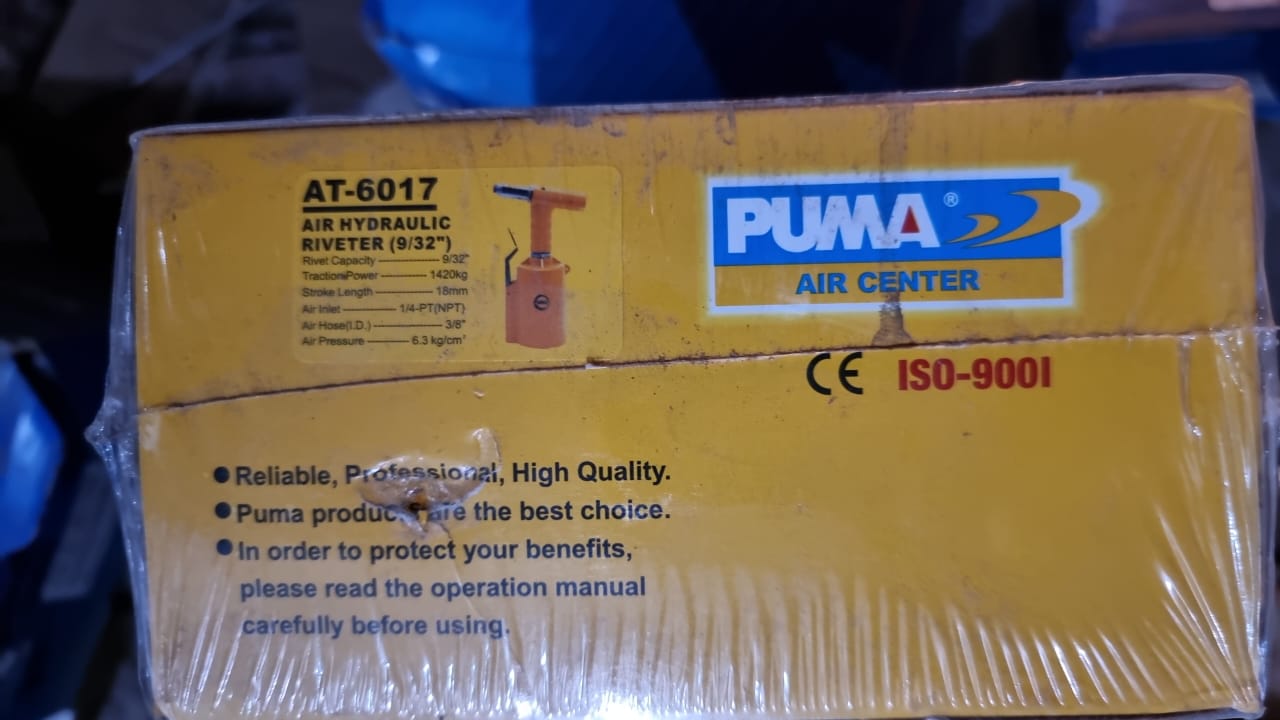 AT-6017
AIR HYDRAULIC
RIVETER (9/32")
Rivet Capacity 9/32"
Traction Power 1420kg
Stroke Length 18mm
Air Inlet 1/4-PT(NPT)
Air Hose(I.D.) 3/8"
Air Pressure 6.3 kg/cm²
PUMA®
AIR CENTER
CE ISO-9001
● Reliable, Professional, High Quality.
● Puma products are the best choice.
● In order to protect your benefits,
please read the operation manual
carefully before using.